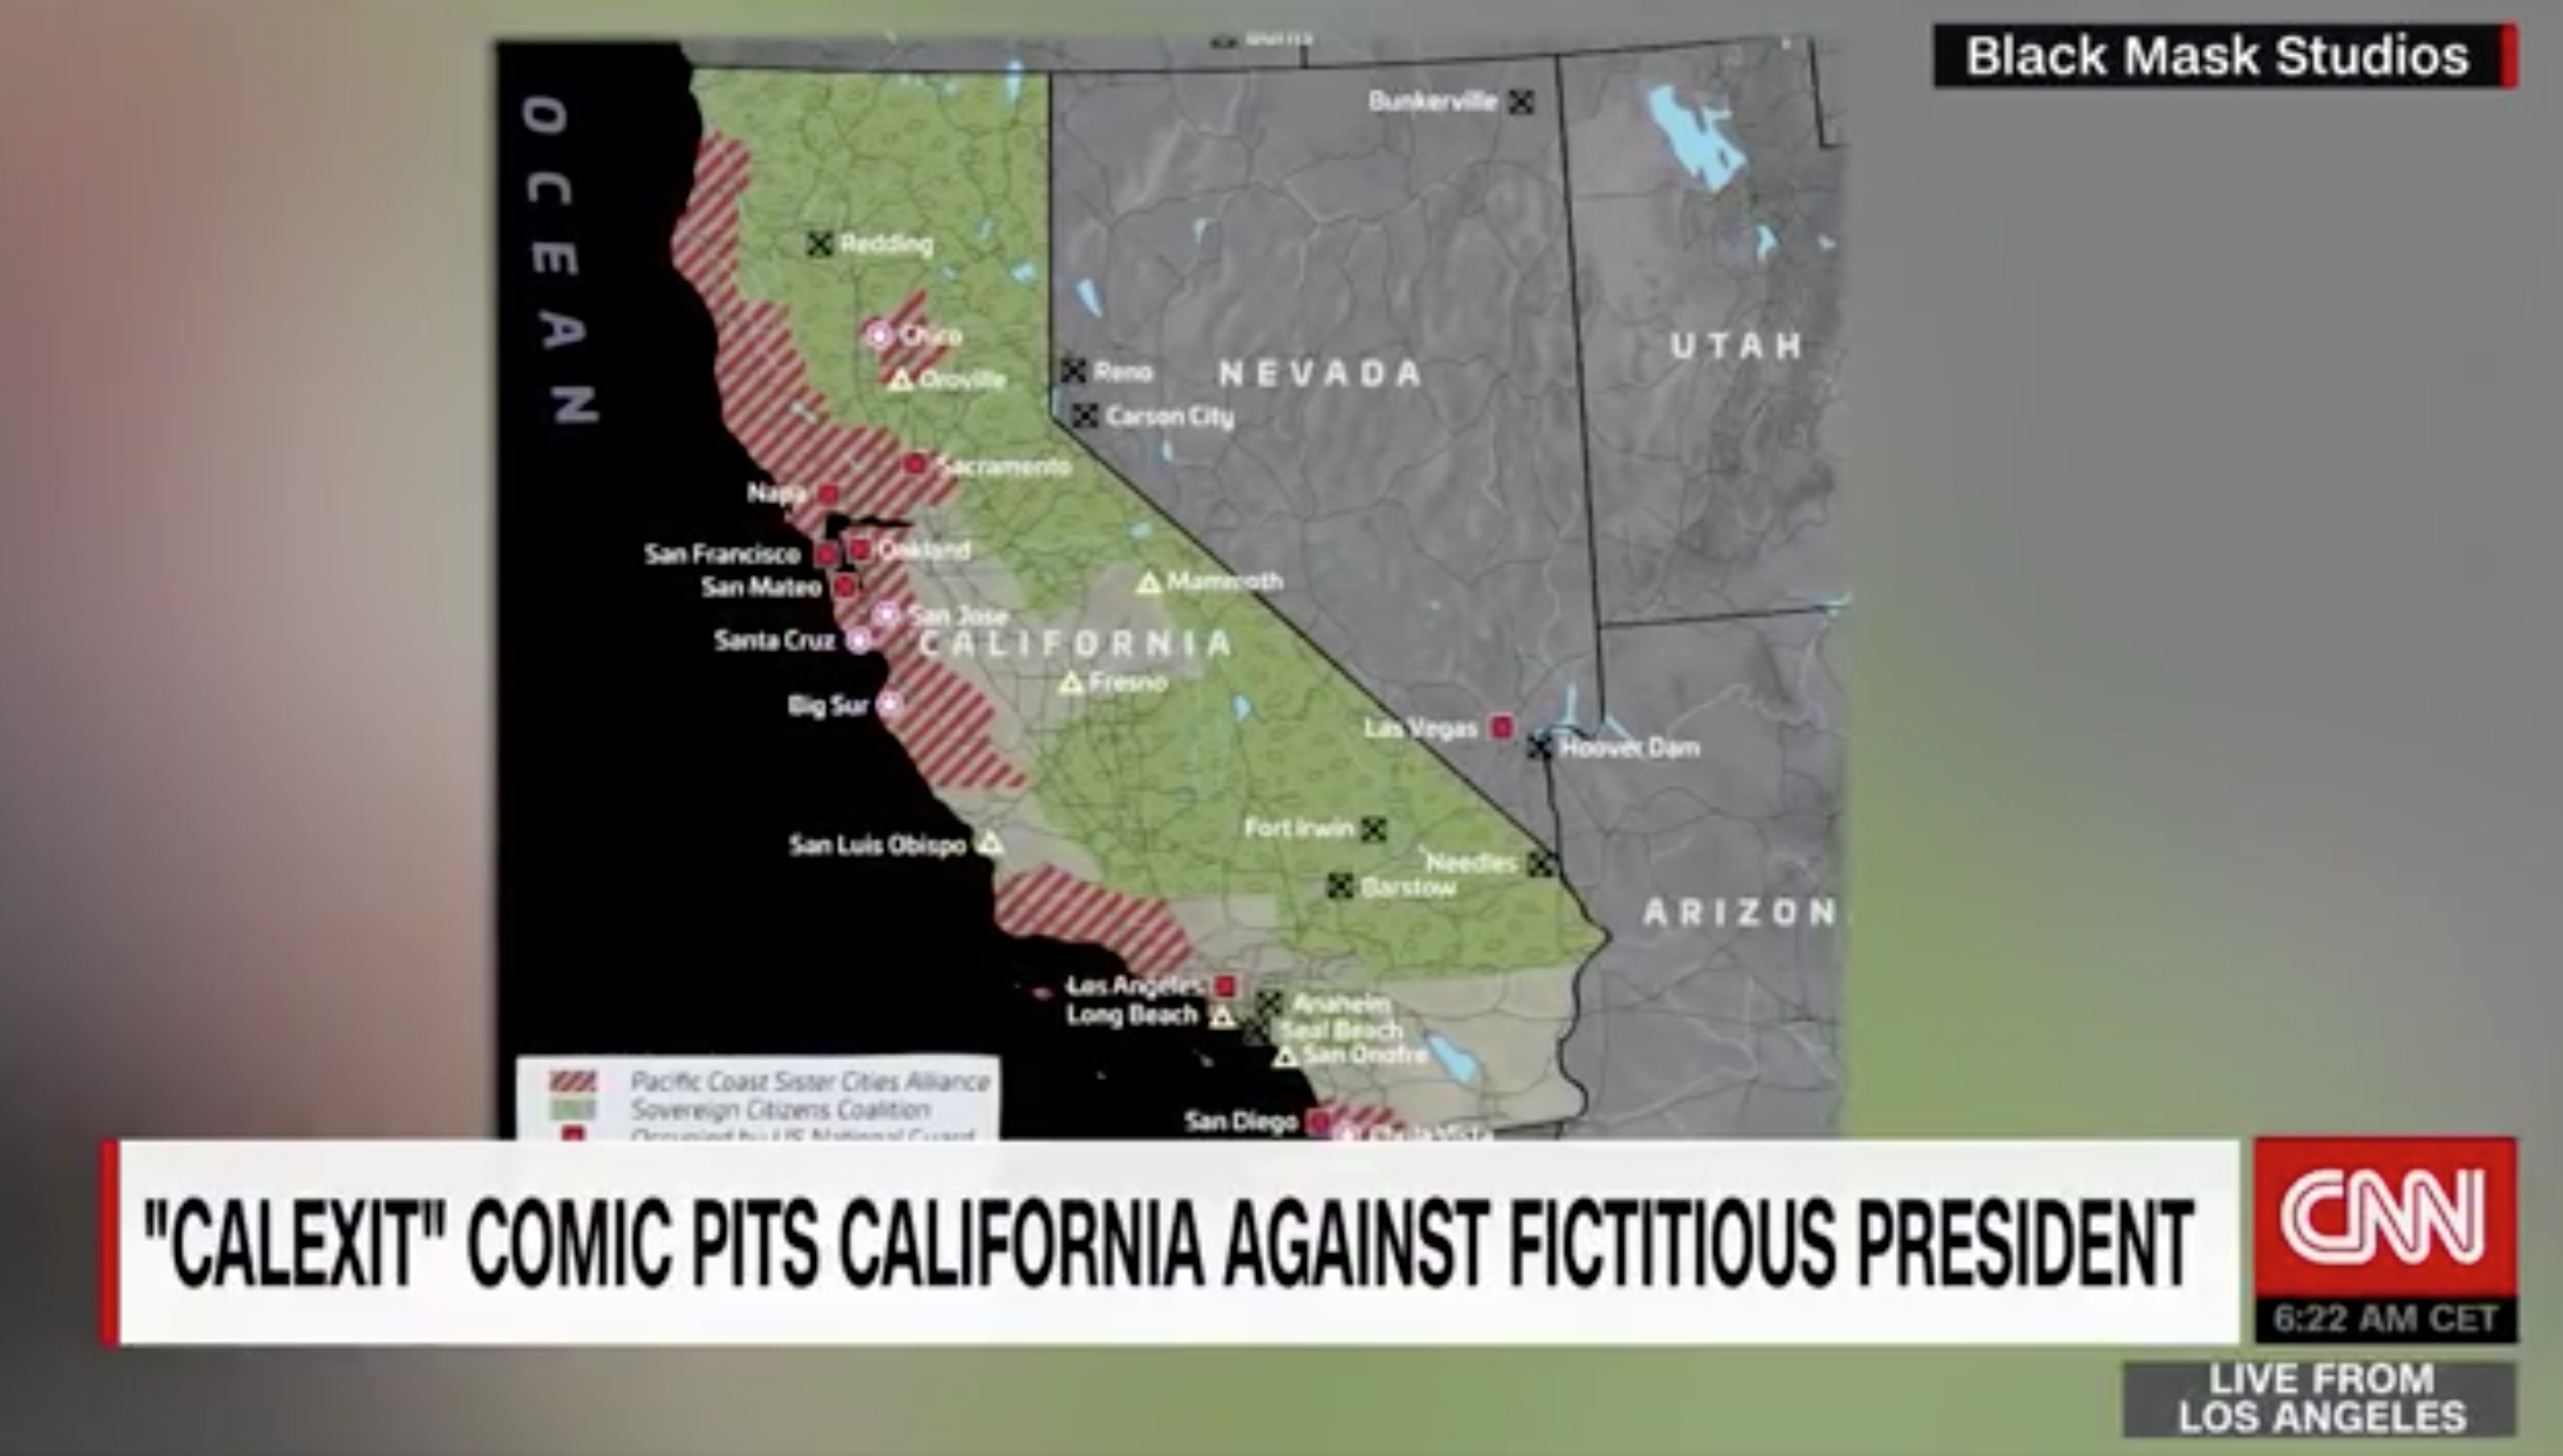 Black Mask Studios
OCEAN
Bunkerville
Redding
Chico
Oroville
Reno
NEVADA
UTAH
Carson City
Sacramento
Napa
San Francisco
Oakland
San Mateo
Mammoth
San Jose
Santa Cruz
CALIFORNIA
Fresno
Big Sur
Las Vegas
Hoover Dam
San Luis Obispo
Fort Irwin
Needles
Barstow
ARIZON
Los Angeles
Long Beach
Anaheim
Seal Beach
San Onofre
San Diego
Chula Vista
Pacific Coast Sister Cities Alliance
Sovereign Citizens Coalition
Occupied by US National Guard
"CALEXIT" COMIC PITS CALIFORNIA AGAINST FICTITIOUS PRESIDENT
CNN
6:22 AM CET
LIVE FROM
LOS ANGELES